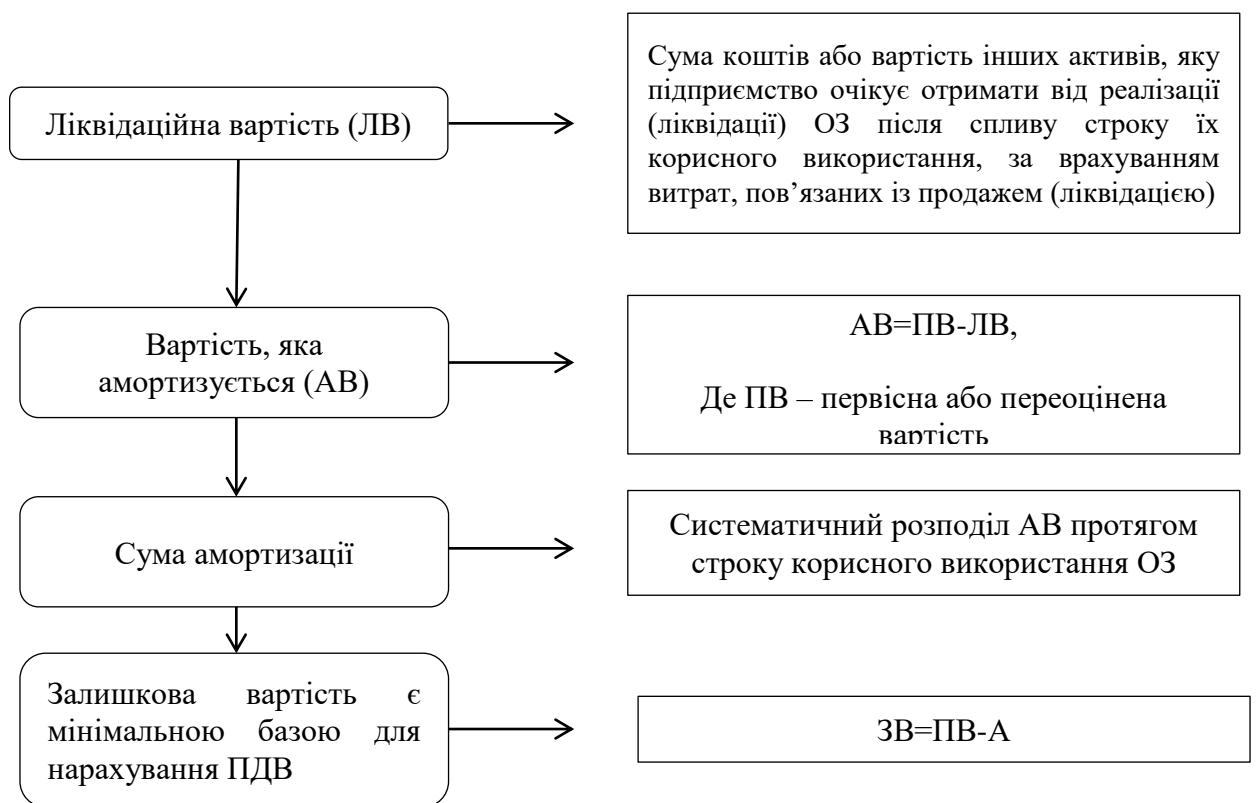 Ліквідаційна вартість (ЛВ)
Сума коштів або вартість інших активів, яку
підприємство очікує отримати від реалізації
(ліквідації) ОЗ після спливу строку їх
корисного використання, за врахуванням
витрат, пов’язаних із продажем (ліквідацією)
Вартість, яка
амортизується (АВ)
АВ=ПВ-ЛВ,
Де ПВ – первісна або переоцінена
вартість
Сума амортизації
Систематичний розподіл АВ протягом
строку корисного використання ОЗ
Залишкова вартість є
мінімальною базою для
нарахування ПДВ
ЗВ=ПВ-А